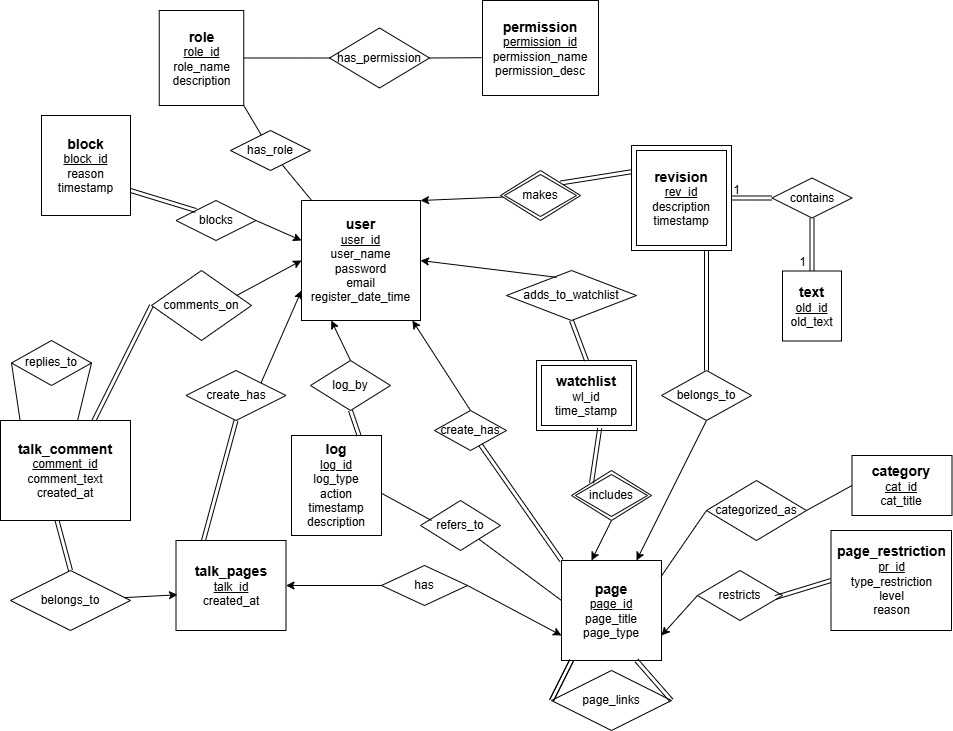 role
role_id
role_name
description
has_permission
permission
permission_id
permission_name
permission_desc
block
block_id
reason
timestamp
has_role
blocks
user
user_id
user_name
password
email
register_date_time
makes
revision
rev_id
description
timestamp
1
contains
1
text
old_id
old_text
comments_on
adds_to_watchlist
replies_to
create_has
log_by
watchlist
wl_id
time_stamp
belongs_to
talk_comment
comment_id
comment_text
created_at
log
log_id
log_type
action
timestamp
description
create_has
includes
category
cat_id
cat_title
categorized_as
refers_to
talk_pages
talk_id
created_at
belongs_to
has
page
page_id
page_title
page_type
restricts
page_restriction
pr_id
type_restriction
level
reason
page_links